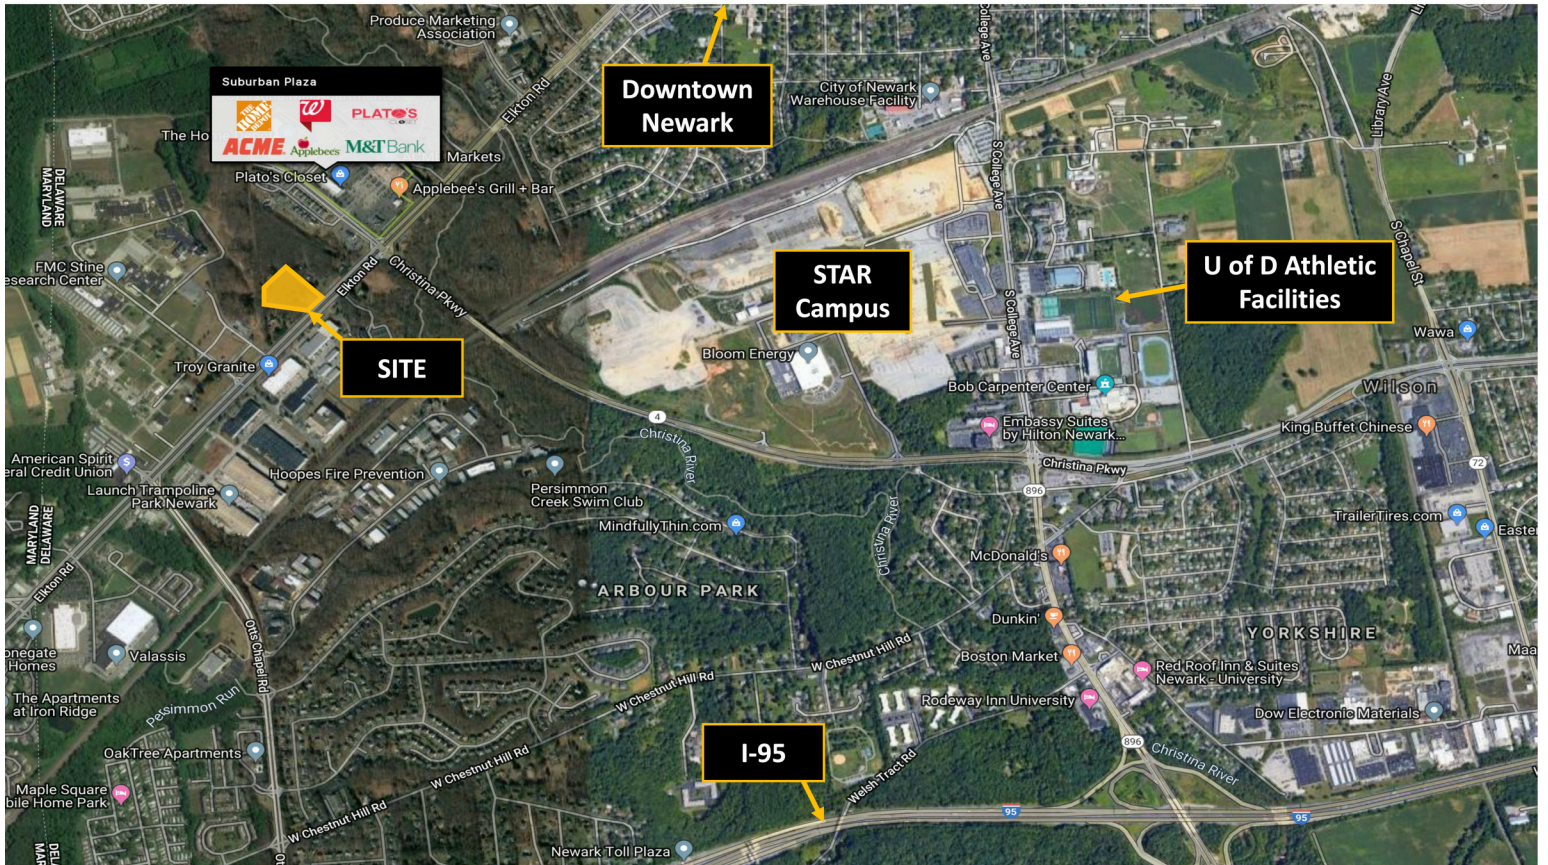 Produce Marketing
Association
Suburban Plaza
THE
HOME
DEPOT
W
PLATO'S
CLOSET
ACME
Applebee's
M&T Bank
The Ho
Markets
Plato's Closet
Applebee's Grill + Bar
Elkton Rd
Downtown
Newark
City of Newark
Warehouse Facility
College Ave
S College Ave
S College Ave
Library Ave
S Chapel St
DELAWARE
MARYLAND
FMC Stine
esearch Center
Elkton Rd
Christina Pkwy
SITE
Troy Granite
STAR
Campus
Bloom Energy
U of D Athletic
Facilities
Wawa
Wilson
Bob Carpenter Center
Embassy Suites
by Hilton Newark...
King Buffet Chinese
4
Christina River
Christina Pkwy
896
72
American Spirit
eral Credit Union
Launch Trampoline
Park Newark
Hoopes Fire Prevention
Persimmon
Creek Swim Club
MindfullyThin.com
Christina River
TrailerTires.com
Easte
MARYLAND
DELAWARE
Elkton Rd
McDonald's
ARBOUR PARK
Dunkin'
YORKSHIRE
Otts Chapel Rd
onegate
Homes
Valassis
W Chestnut Hill Rd
Boston Market
Red Roof Inn & Suites
Newark - University
Maa
The Apartments
at Iron Ridge
Persimmon Run
W Chestnut Hill Rd
Rodeway Inn University
Dow Electronic Materials
OakTree Apartments
W Chestnut Hill Rd
I-95
Welsh Tract Rd
896
Christina River
Maple Square
bile Home Park
W Chestnut Hill Rd
95
95
Newark Toll Plaza
DELA
MAR
Ot